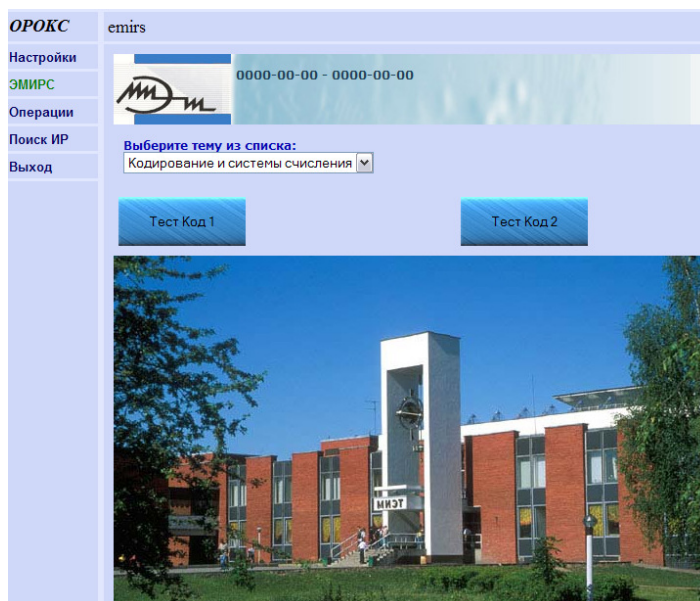 ОРОКС
emirs
Настройки
ЭМИРС
Операции
Поиск ИР
Выход
0000-00-00 - 0000-00-00
Выберите тему из списка:
Кодирование и системы счисления
Тест Код 1
Тест Код 2
МИЭТ